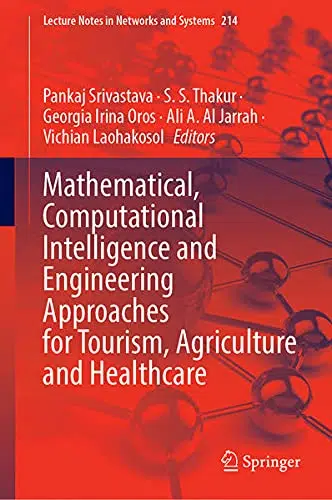 Lecture Notes in Networks and Systems 214
Pankaj Srivastava · S. S. Thakur ·
Georgia Irina Oros · Ali A. Al Jarrah ·
Vichian Laohakosol Editors
Mathematical,
Computational
Intelligence and
Engineering
Approaches
for Tourism, Agriculture
and Healthcare
Springer